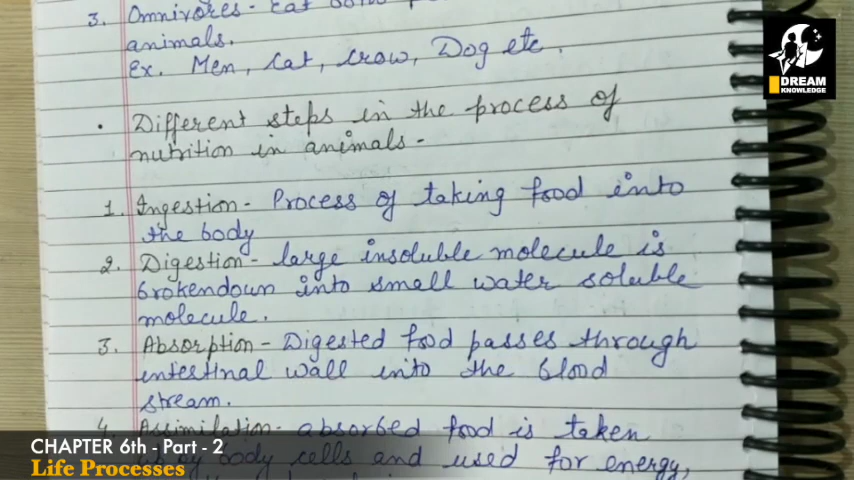 3. Omnivores - Eat both
animals.
Ex. Men, Cat, Crow, Dog etc.
• Different steps in the process of
nutrition in animals -
1. Ingestion - Process of taking food into
the body
2. Digestion - large insoluble molecule is
brokendown into small water soluble
molecule.
3. Absorption - Digested food passes through
intestinal wall into the blood
stream.
4. Assimilation - absorbed food is taken
by body cells and used for energy,
DREAM
KNOWLEDGE
CHAPTER 6th - Part - 2
Life Processes